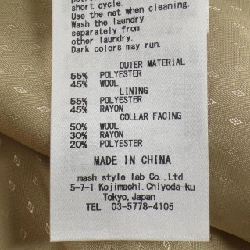 short cycle.
Use the net when cleaning.
Wash the laundry
separately from
other laundry.
Dark colors may run.
OUTER MATERIAL
55% POLYESTER
45% WOOL
LINING
55% POLYESTER
45% RAYON
COLLAR FACING
50% WOOL
30% RAYON
20% POLYESTER
MADE IN CHINA
mash style lab Co.,Ltd
5-7-1 Kojimachi,Chiyoda-ku
Tokyo,Japan
TEL 03-5778-4105